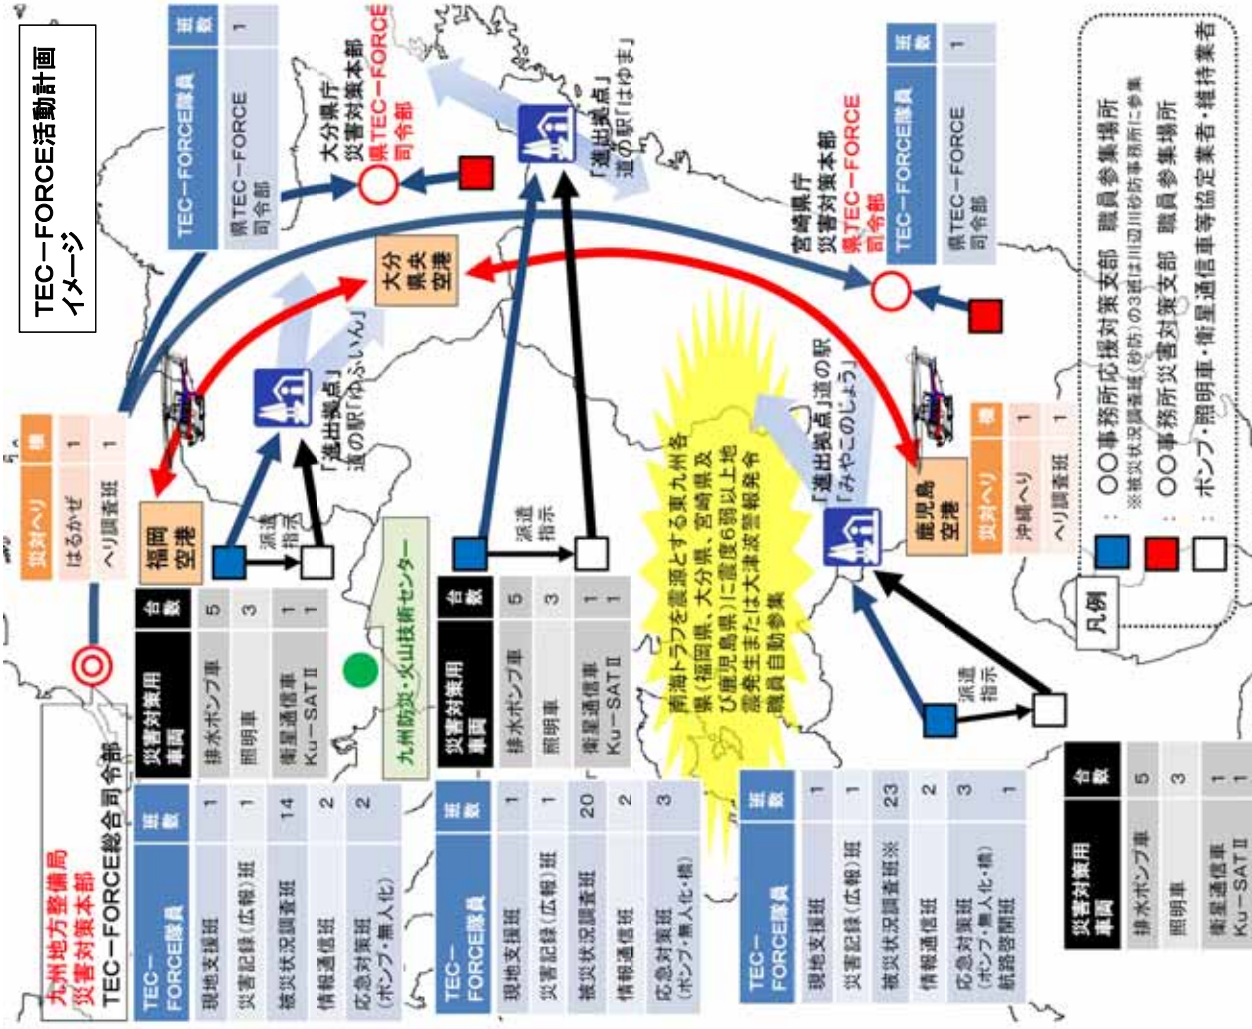 TEC−FORCE活動計画
イメージ
九州地方整備局
災害対策本部
TEC−FORCE総合司令部
災対ヘリ 機
はるかぜ 1
ヘリ調査班 1
TEC−FORCE隊員 班数
県TEC−FORCE
司令部 1
大分県庁
災害対策本部
県TEC−FORCE
司令部
福岡
空港
大分
県央
空港
「進出拠点」
道の駅「ゆふいん」
派遣
指示
TEC−
FORCE隊員 班数
現地支援班 1
災害記録(広報)班 1
被災状況調査班 14
情報通信班 2
応急対策班 2
(ポンプ・無人化)
災害対策用
車両 台数
排水ポンプ車 5
照明車 3
衛星通信車 1
Ku−SATⅡ 1
九州防災・火山技術センター
「進出拠点」
道の駅「はゆま」
派遣
指示
TEC−
FORCE隊員 班数
現地支援班 1
災害記録(広報)班 1
被災状況調査班 20
情報通信班 2
応急対策班 3
(ポンプ・無人化・橋)
災害対策用
車両 台数
排水ポンプ車 5
照明車 3
衛星通信車 1
Ku−SATⅡ 1
南海トラフを震源とする東九州各
県(福岡県、大分県、宮崎県及
び鹿児島県)に震度6弱以上地
震発生または大津波警報発令
職員自動参集
宮崎県庁
災害対策本部
県TEC−FORCE
司令部
TEC−FORCE隊員 班数
県TEC−FORCE
司令部 1
「進出拠点」道の駅
「みやこのじょう」
鹿児島
空港
災対ヘリ 機
沖縄ヘリ 1
ヘリ調査班 1
派遣
指示
TEC−
FORCE隊員 班数
現地支援班 1
災害記録(広報)班 1
被災状況調査班※ 23
情報通信班 2
応急対策班 3
(ポンプ・無人化・橋)
航路啓開班 1
災害対策用
車両 台数
排水ポンプ車 5
照明車 3
衛星通信車 1
Ku−SATⅡ 1
凡例
: 〇〇事務所応援対策支部 職員参集場所
※被災状況調査班(砂防)の3班は川辺川砂防事務所に参集
: 〇〇事務所災害対策支部 職員参集場所
: ポンプ・照明車・衛星通信車等協定業者・維持業者